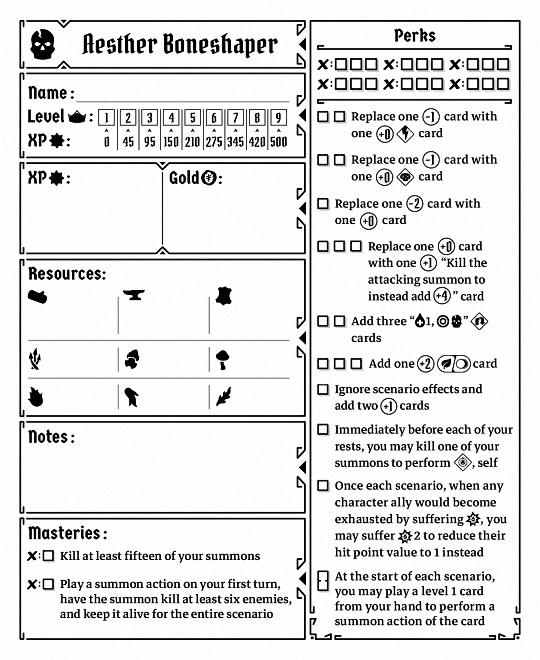 Aesther Boneshaper
Name:
Level :
1 2 3 4 5 6 7 8 9
XP :
0 45 95 150 210 275 345 420 500
XP :
Gold :
Resources:
Notes:
Masteries:
Kill at least fifteen of your summons
Play a summon action on your first turn,
have the summon kill at least six enemies,
and keep it alive for the entire scenario
Perks
Replace one -1 card with
one +0 card
Replace one -1 card with
one +0 card
Replace one -2 card with
one +0 card
Replace one +0 card
with one +1 “Kill the
attacking summon to
instead add +4” card
Add three “1, ”
cards
Add one +2 card
Ignore scenario effects and
add two +1 cards
Immediately before each of your
rests, you may kill one of your
summons to perform , self
Once each scenario, when any
character ally would become
exhausted by suffering , you
may suffer 2 to reduce their
hit point value to 1 instead
At the start of each scenario,
you may play a level 1 card
from your hand to perform a
summon action of the card